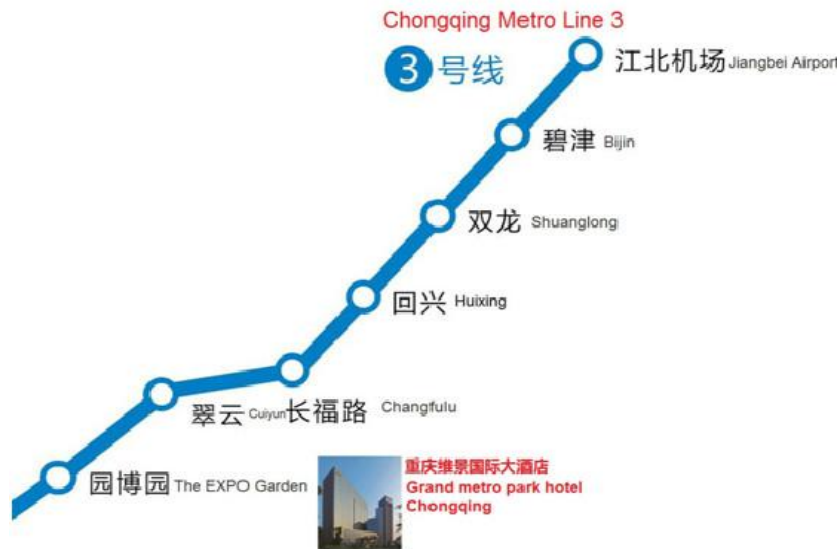 Chongqing Metro Line 3
3号线
江北机场 Jiangbei Airport
碧津 Bijin
双龙 Shuanglong
回兴 Huixing
长福路 Changfulu
翠云 Cuiyun
园博园 The EXPO Garden
重庆维景国际大酒店
Grand metro park hotel
Chongqing